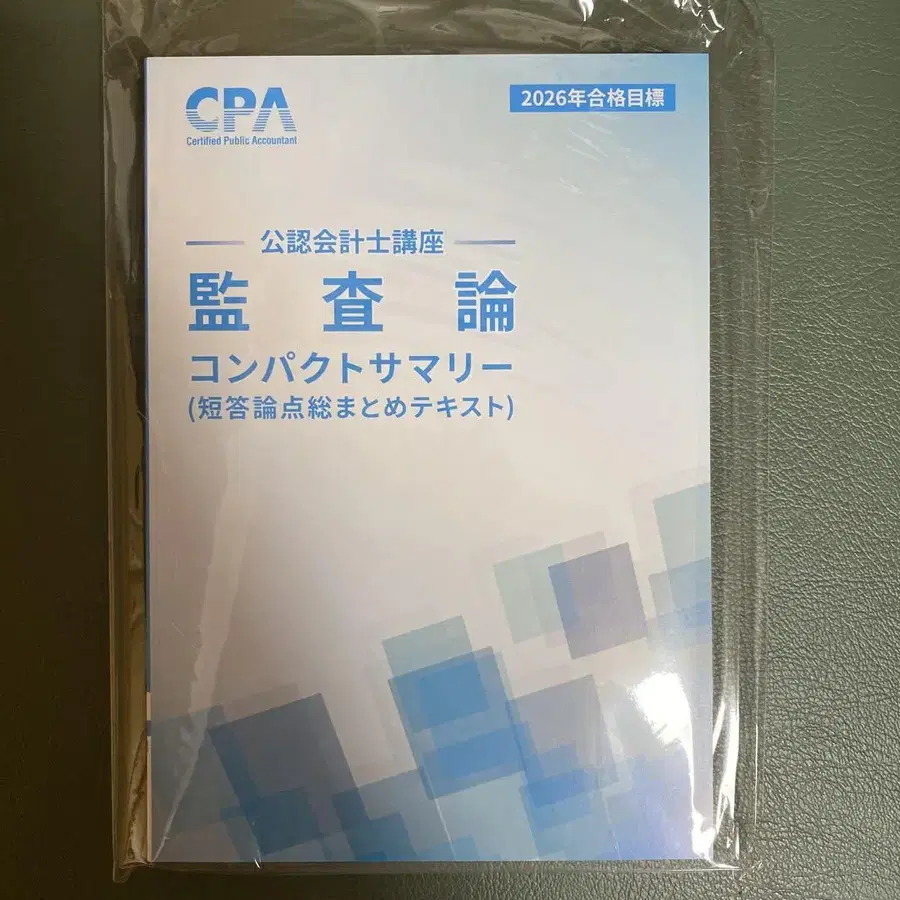 CPA
Certified Public Accountant
2026年合格目標
公認会計士講座
監査論
コンパクトサマリー
(短答論点総まとめテキスト)